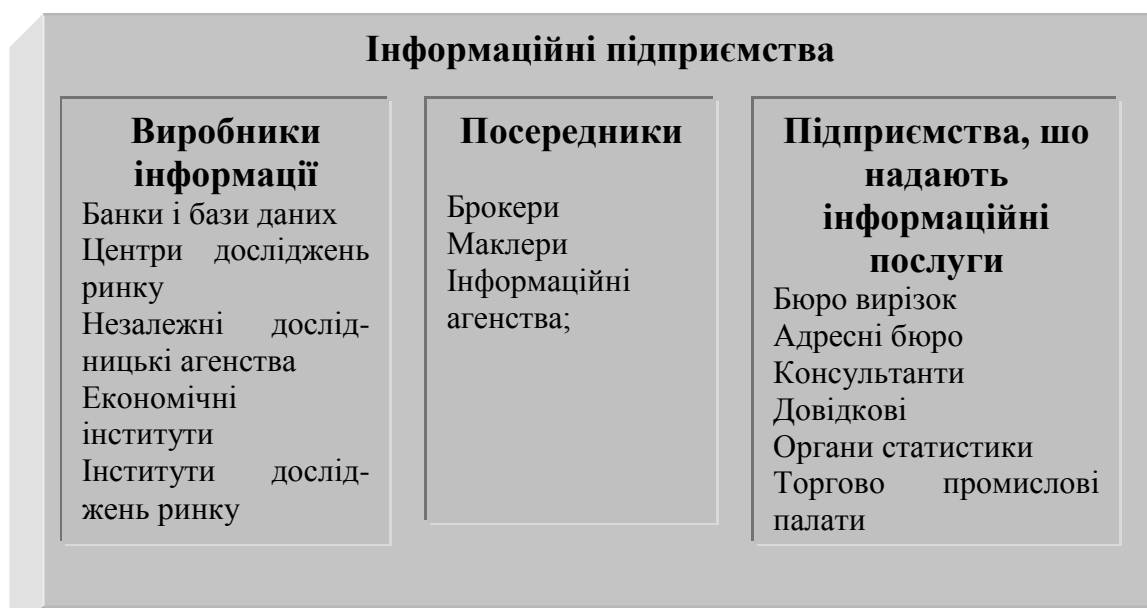 Інформаційні підприємства
Виробники
інформації
Банки і бази даних
Центри досліджень
ринку
Незалежні дослід-
ницькі агенства
Економічні
інститути
Інститути дослід-
жень ринку
Посередники
Брокери
Маклери
Інформаційні
агенства;
Підприємства, шо
надають
інформаційні
послуги
Бюро вирізок
Адресні бюро
Консультанти
Довідкові
Органи статистики
Торгово промислові
палати